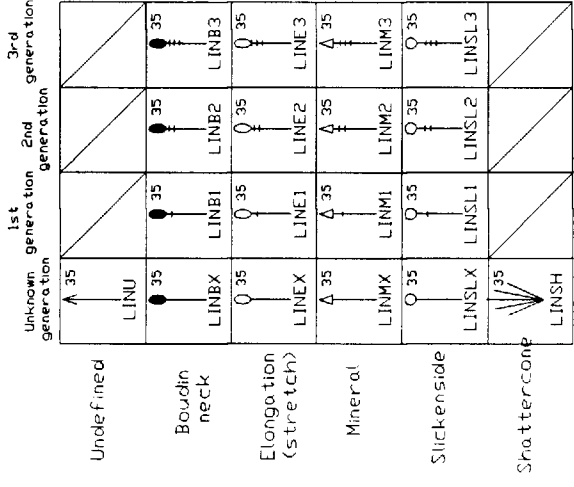 Unknown
generation
1st
generation
2nd
generation
3rd
generation
Undefined
35
LINU
Boudin
neck
35
LINBX
35
LINB1
35
LINB2
35
LINB3
Elongation
(stretch)
35
LINEX
35
LINE1
35
LINE2
35
LINE3
Mineral
35
LINMX
35
LINM1
35
LINM2
35
LINM3
Slickenside
35
LINSLX
35
LINSL1
35
LINSL2
35
LINSL3
Shattercone
35
LINSH